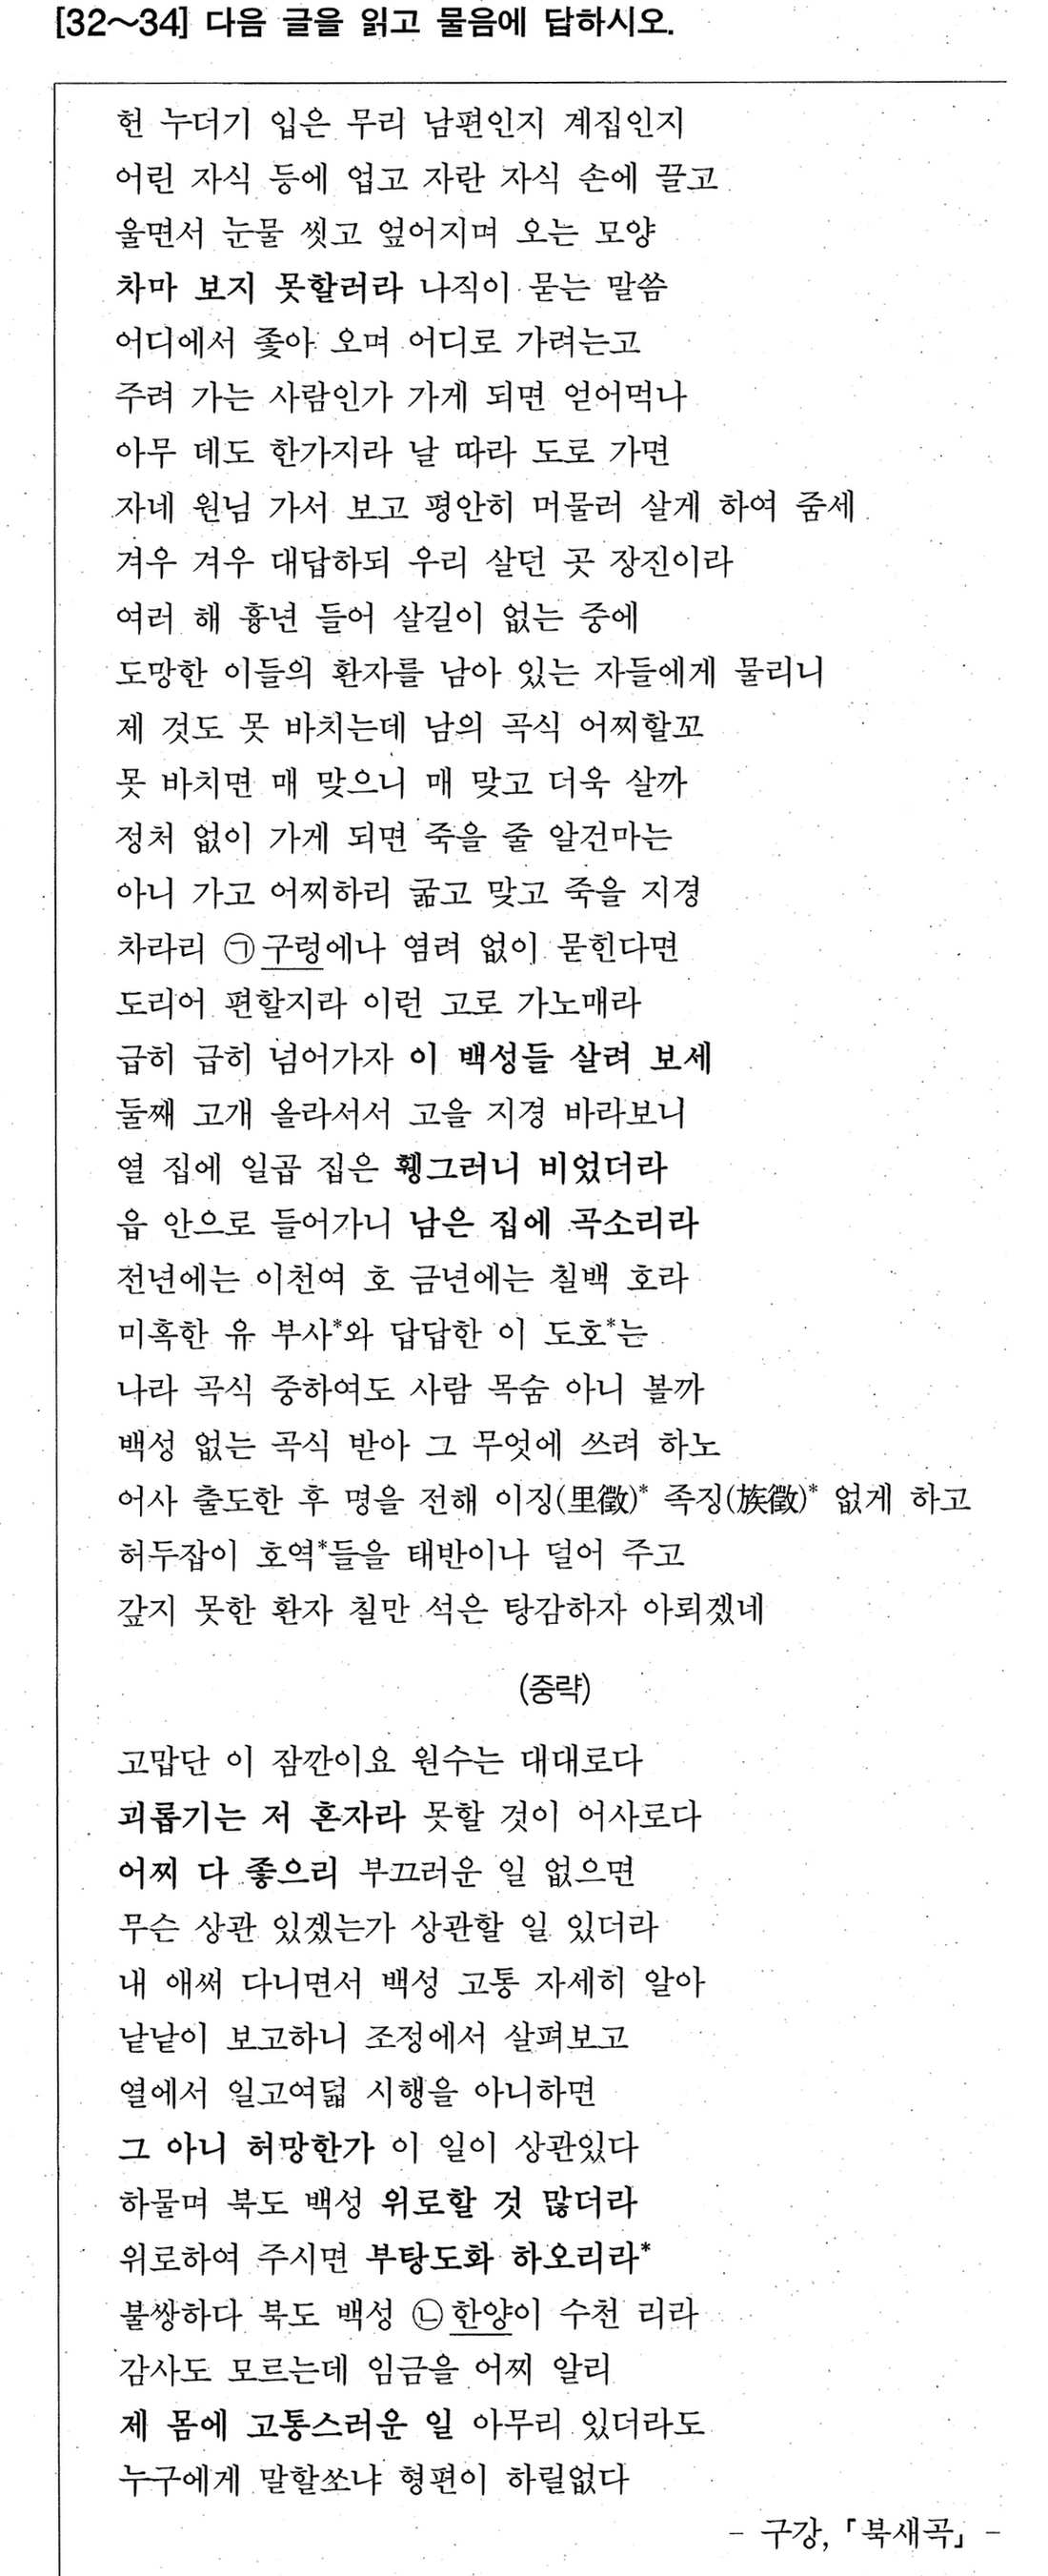 [32～34] 다음 글을 읽고 물음에 답하시오.
헌 누더기 입은 무리 남편인지 계집인지
어린 자식 등에 업고 자란 자식 손에 끌고
울면서 눈물 씻고 엎어지며 오는 모양
차마 보지 못할러라 나직이 묻는 말씀
어디에서 좇아 오며 어디로 가려는고
주려 가는 사람인가 가게 되면 얻어먹나
아무 데도 한가지라 날 따라 도로 가면
자네 원님 가서 보고 평안히 머물러 살게 하여 줌세
겨우 겨우 대답하되 우리 살던 곳 장진이라
여러 해 흉년 들어 살길이 없는 중에
도망한 이들의 환자를 남아 있는 자들에게 물리니
제 것도 못 바치는데 남의 곡식 어찌할꼬
못 바치면 매 맞으니 매 맞고 더욱 살까
정처 없이 가게 되면 죽을 줄 알건마는
아니 가고 어찌하리 굶고 맞고 죽을 지경
차라리 ㉠구렁에나 염려 없이 묻힌다면
도리어 편할지라 이런 고로 가노매라
급히 급히 넘어가자 이 백성들 살려 보세
둘째 고개 올라서서 고을 지경 바라보니
열 집에 일곱 집은 휑그러니 비었더라
읍 안으로 들어가니 남은 집에 곡소리라
전년에는 이천여 호 금년에는 칠백 호라
미혹한 유 부사*와 답답한 이 도호*는
나라 곡식 중하여도 사람 목숨 아니 볼까
백성 없는 곡식 받아 그 무엇에 쓰려 하노
어사 출도한 후 명을 전해 이징(里徵)* 족징(族徵)* 없게 하고
허두잡이 호역*들을 태반이나 덜어 주고
갚지 못한 환자 칠만 석은 탕감하자 아뢰겠네
(중략)
고맙단 이 잠깐이요 원수는 대대로다
괴롭기는 저 혼자라 못할 것이 어사로다
어찌 다 좋으리 부끄러운 일 없으면
무슨 상관 있겠는가 상관할 일 있더라
내 애써 다니면서 백성 고통 자세히 알아
낱낱이 보고하니 조정에서 살펴보고
열에서 일고여덟 시행을 아니하면
그 아니 허망한가 이 일이 상관있다
하물며 북도 백성 위로할 것 많더라
위로하여 주시면 부탕도화 하오리라*
불쌍하다 북도 백성 ㉡한양이 수천 리라
감사도 모르는데 임금을 어찌 알리
제 몸에 고통스러운 일 아무리 있더라도
누구에게 말할쏘냐 형편이 하릴없다
- 구강, 「북새곡」 -